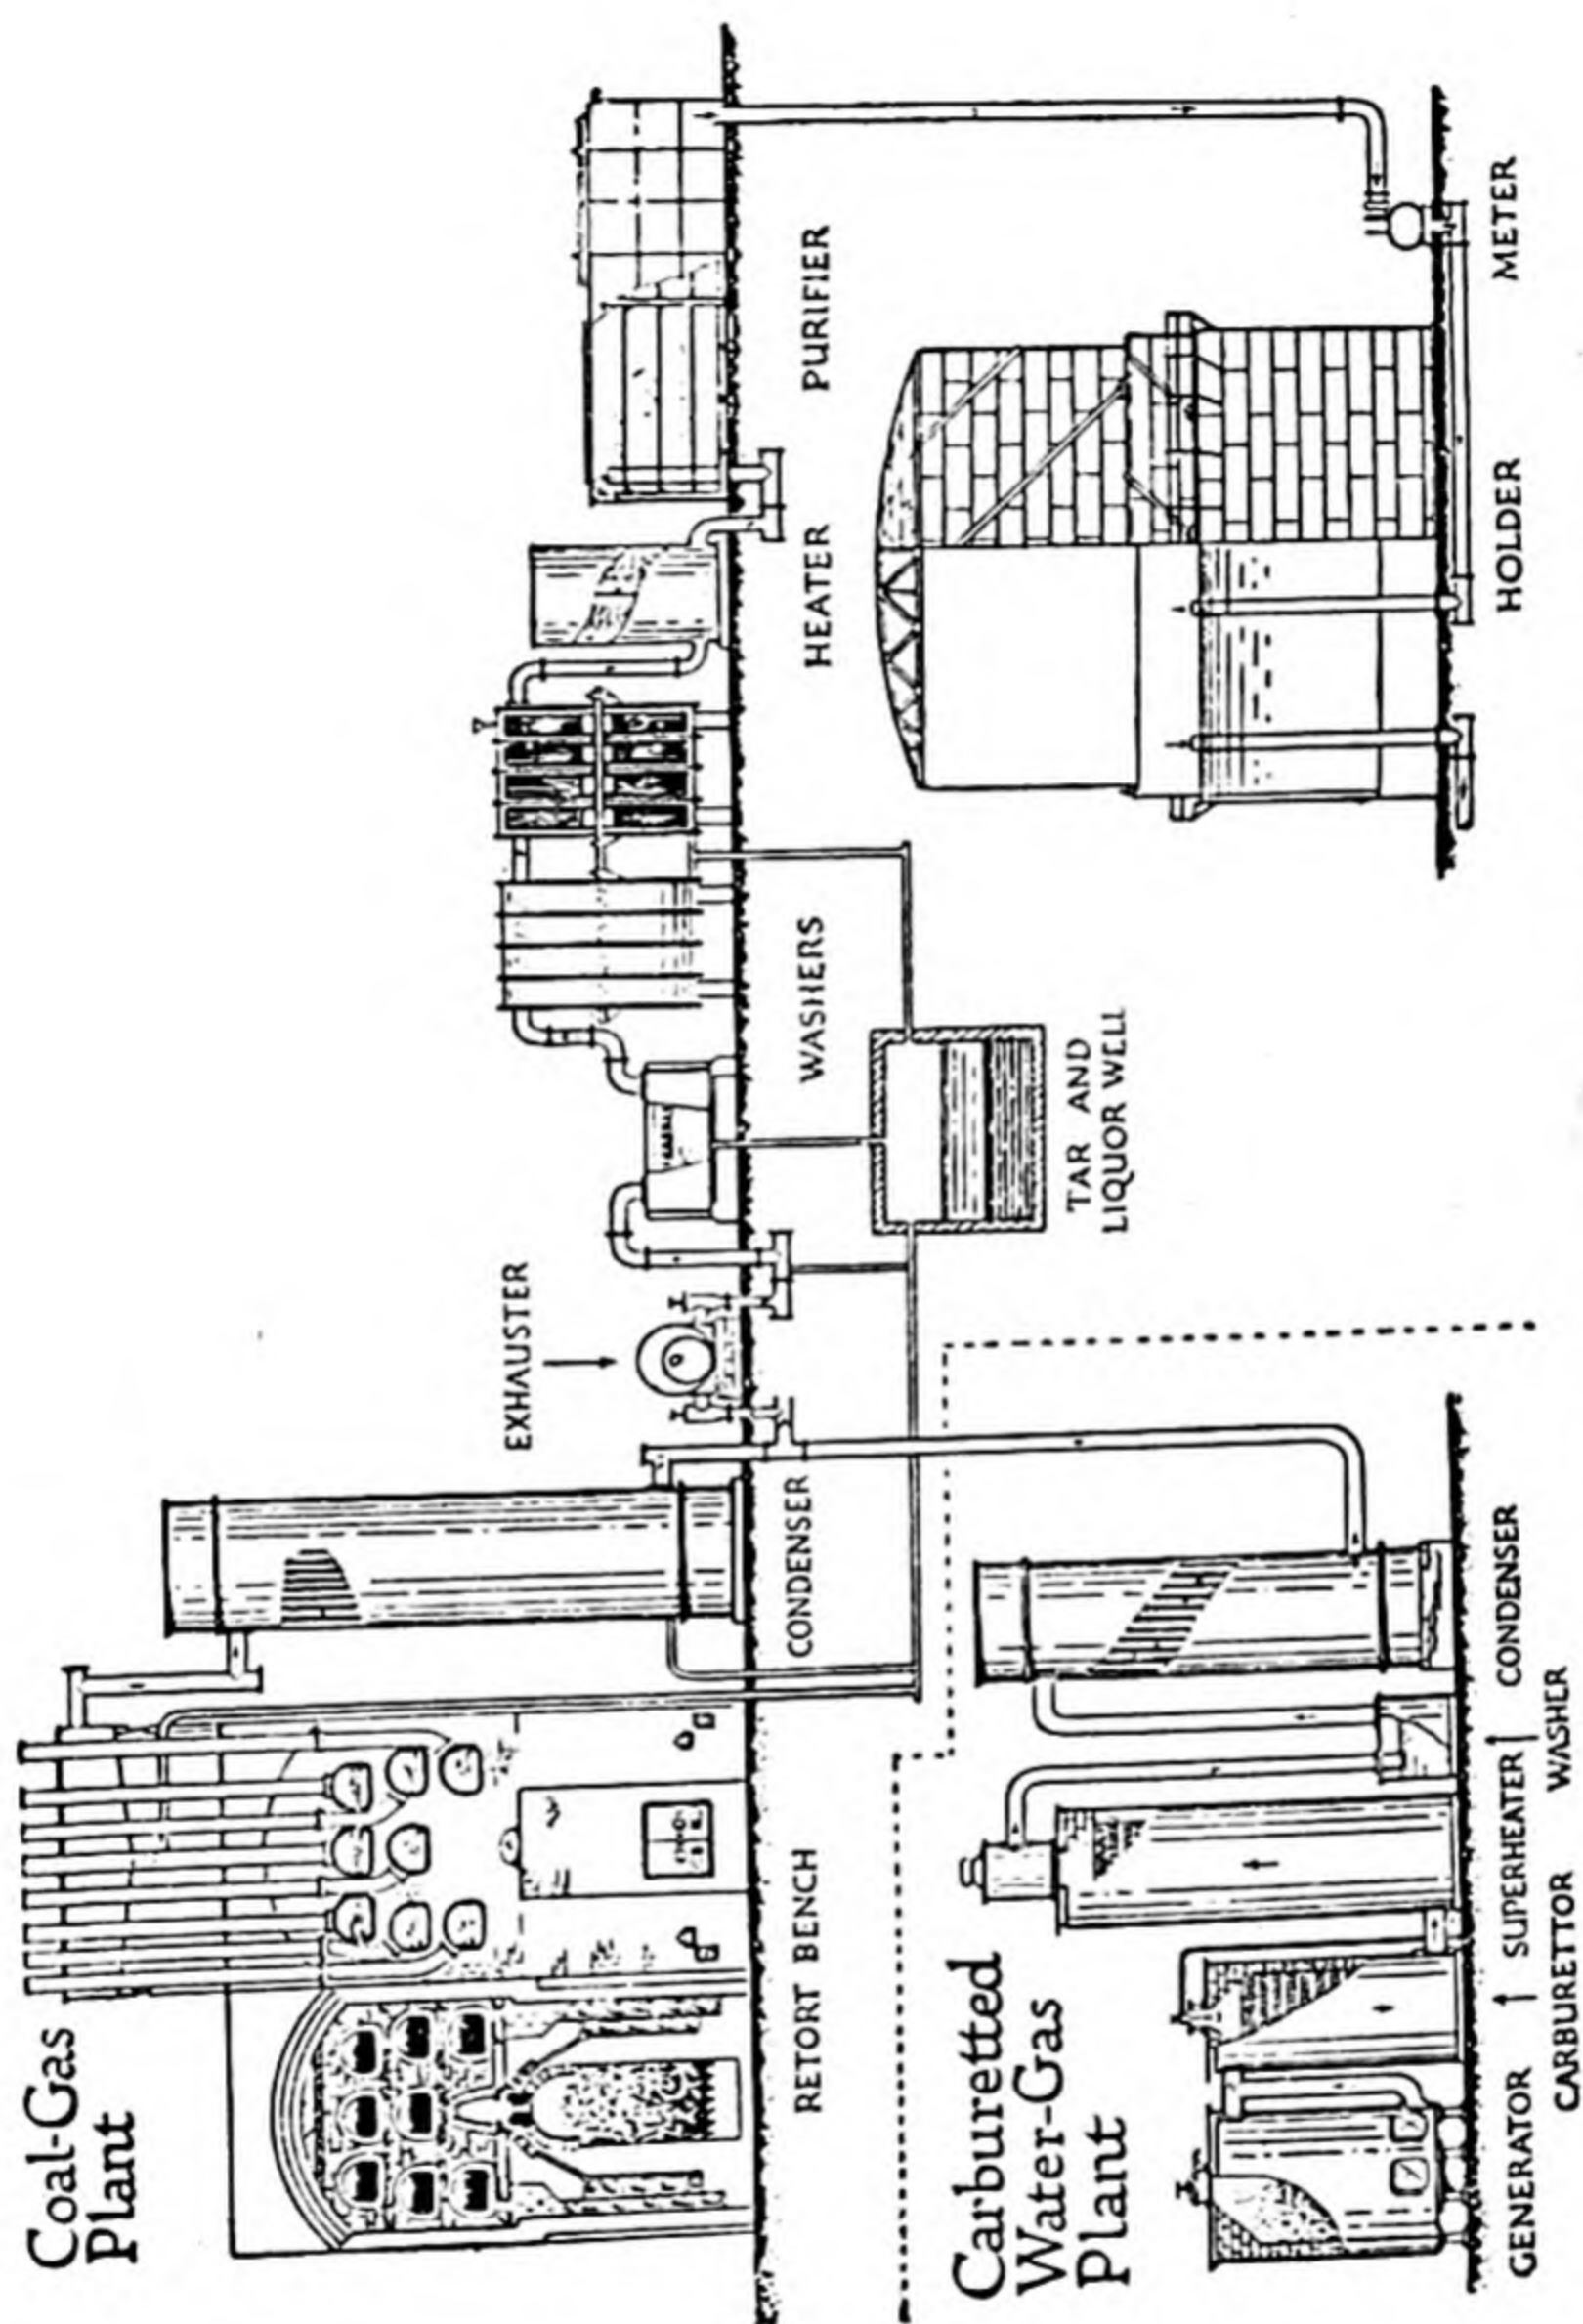 Coal-Gas
Plant
EXHAUSTER
RETORT BENCH
CONDENSER
WASHERS
HEATER
PURIFIER
TAR AND
LIQUOR WELL
Carburetted
Water-Gas
Plant
GENERATOR
CARBURETTOR
SUPERHEATER
WASHER
CONDENSER
HOLDER
METER